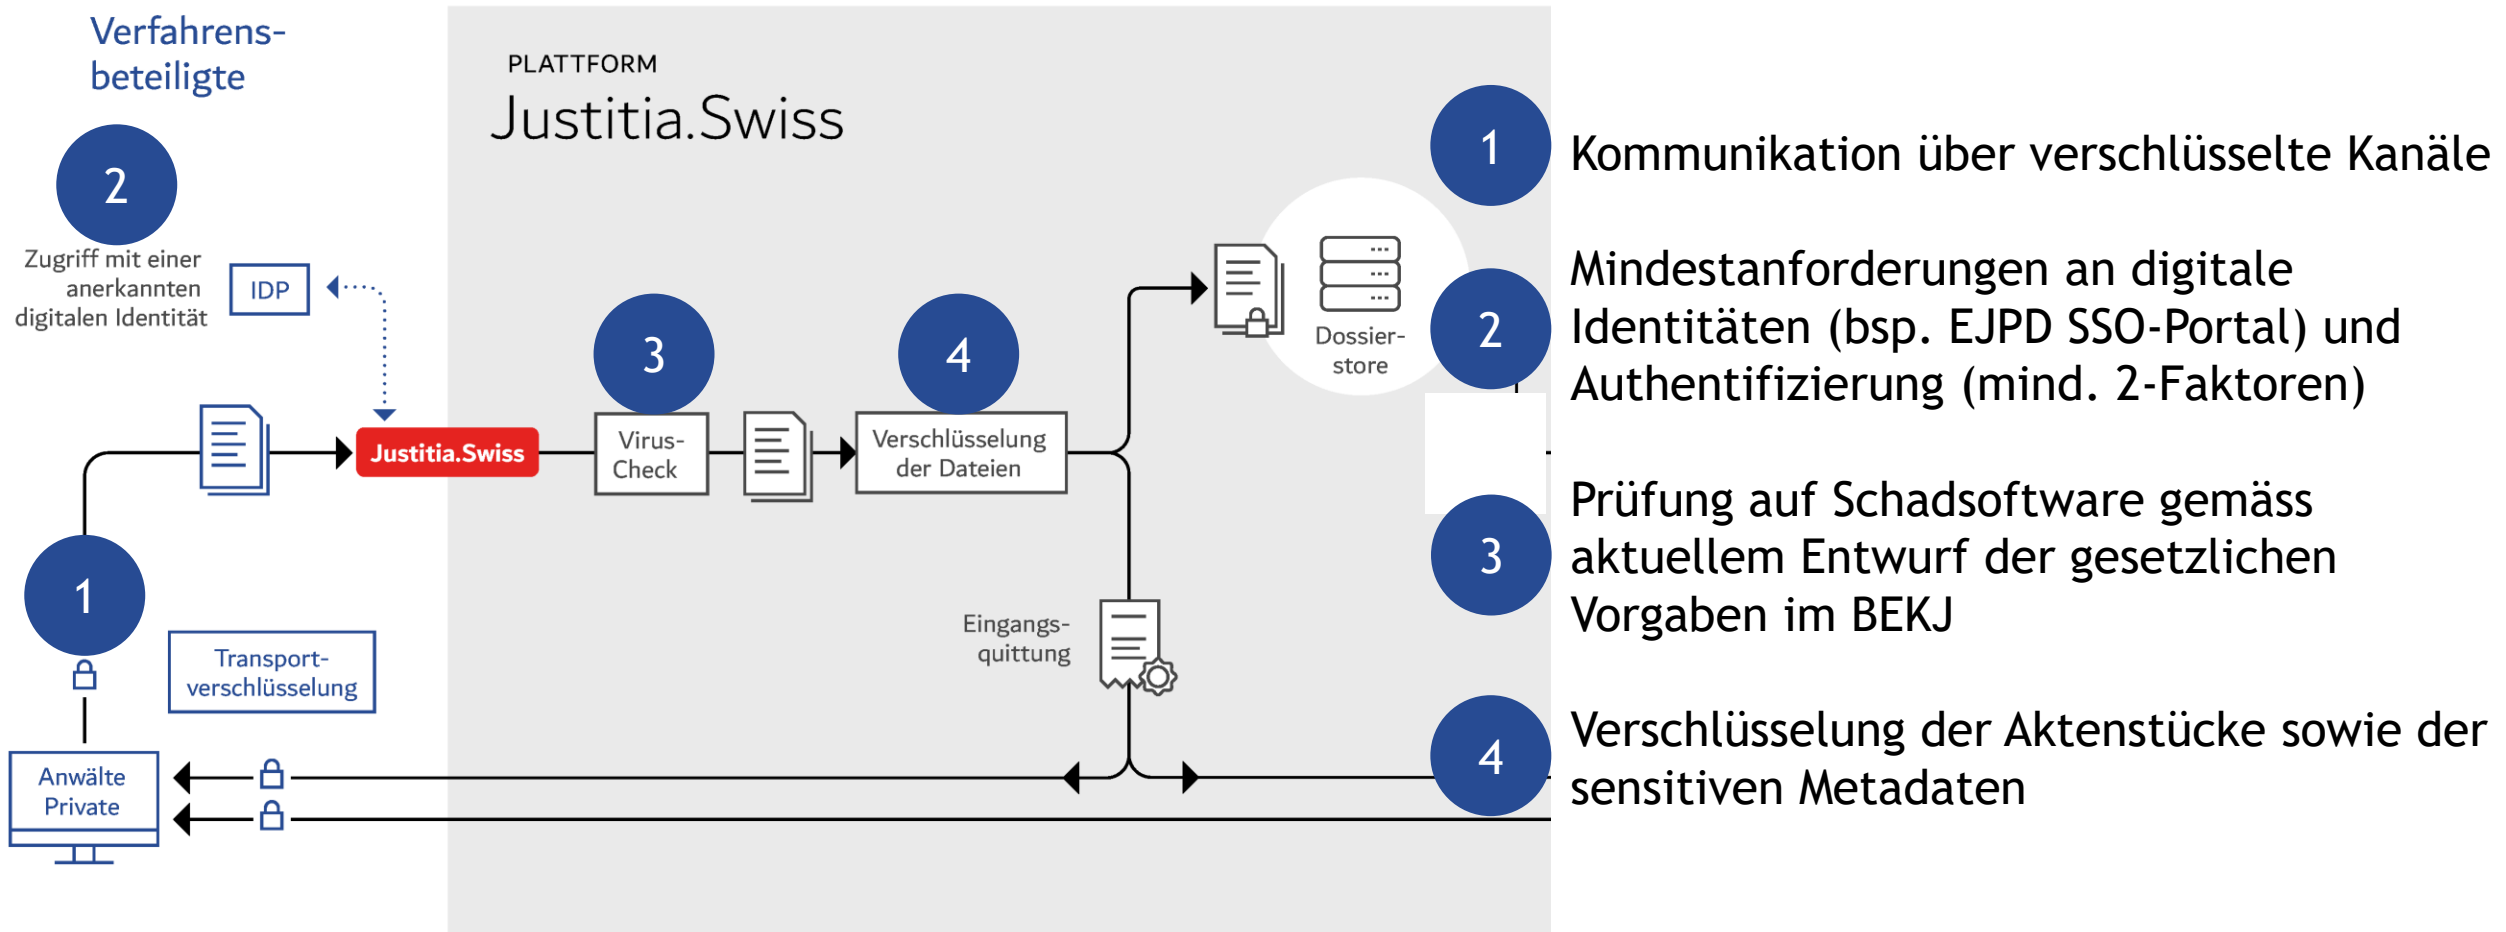 Verfahrens-
beteiligte
2
Zugriff mit einer
anerkannten
digitalen Identität
IDP
PLATTFORM
Justitia.Swiss
Justitia.Swiss
3
Virus-
Check
4
Verschlüsselung
der Dateien
Dossier-
store
Eingangs-
quittung
1
Transport-
verschlüsselung
Anwälte
Private
1
Kommunikation über verschlüsselte Kanäle
2
Mindestanforderungen an digitale
Identitäten (bsp. EJPD SSO-Portal) und
Authentifizierung (mind. 2-Faktoren)
3
Prüfung auf Schadsoftware gemäss
aktuellem Entwurf der gesetzlichen
Vorgaben im BEKJ
4
Verschlüsselung der Aktenstücke sowie der
sensitiven Metadaten